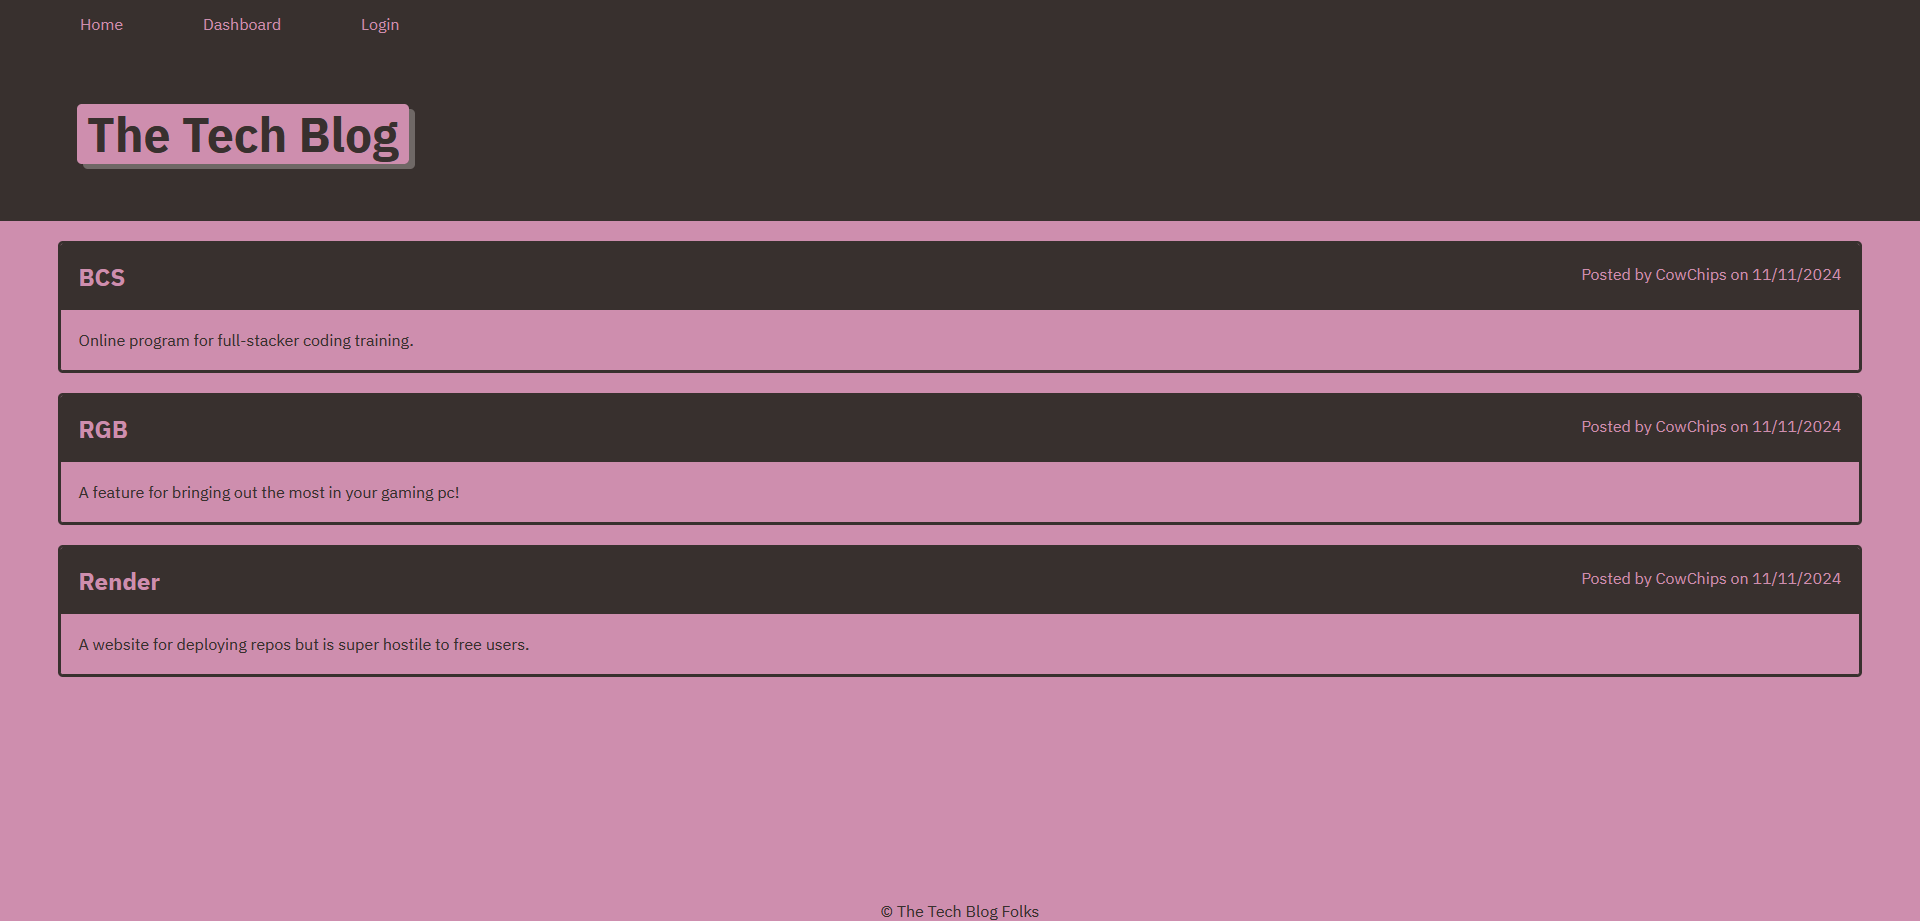 Home Dashboard Login
The Tech Blog
BCS Posted by CowChips on 11/11/2024
Online program for full-stacker coding training.
RGB Posted by CowChips on 11/11/2024
A feature for bringing out the most in your gaming pc!
Render Posted by CowChips on 11/11/2024
A website for deploying repos but is super hostile to free users.
© The Tech Blog Folks